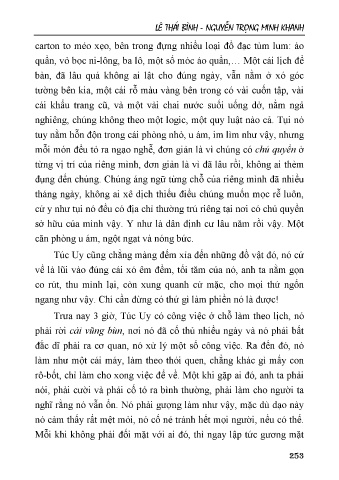 LÊ THÁI BÌNH - NGUYỄN TRỌNG MINH KHANH
carton to méo xẹo, bên trong đựng nhiều loại đồ đạc tùm lum: áo
quần, vỏ bọc ni-lông, ba lô, một số móc áo quần,… Một cái lịch để
bàn, đã lâu quá không ai lật cho đúng ngày, vẫn nằm ở xó góc
tường bên kia, một cái rổ màu vàng bên trong có vài cuốn tập, vài
cái khẩu trang cũ, và một vài chai nước suối uống dở, nằm ngả
nghiêng, chúng không theo một logic, một quy luật nào cả. Tụi nó
tuy nằm hỗn độn trong cái phòng nhỏ, u ám, im lìm như vậy, nhưng
mỗi món đều tỏ ra ngạo nghễ, đơn giản là vì chúng có chủ quyền ở
từng vị trí của riêng mình, đơn giản là vì đã lâu rồi, không ai thèm
đụng đến chúng. Chúng áng ngữ từng chỗ của riêng mình đã nhiều
tháng ngày, không ai xê dịch thiếu điều chúng muốn mọc rễ luôn,
cứ y như tụi nó đều có địa chỉ thường trú riêng tại nơi có chủ quyền
sở hữu của mình vậy. Y như là dân định cư lâu năm rồi vậy. Một
căn phòng u ám, ngột ngạt và nóng bức.
Túc Uy cũng chẳng màng đếm xỉa đến những đồ vật đó, nó cứ
về là lủi vào đúng cái xó êm đềm, tối tăm của nó, anh ta nằm gọn
co rút, thu mình lại, còn xung quanh cứ mặc, cho mọi thứ ngổn
ngang như vậy. Chỉ cần đừng có thứ gì làm phiền nó là được!
Trưa nay 3 giờ, Túc Uy có công việc ở chỗ làm theo lịch, nó
phải rời cái vũng bùn, nơi nó đã cố thủ nhiều ngày và nó phải bất
đắc dĩ phải ra cơ quan, nó xử lý một số công việc. Ra đến đó, nó
làm như một cái máy, làm theo thói quen, chẳng khác gì mấy con
rô-bốt, chỉ làm cho xong việc để về. Một khi gặp ai đó, anh ta phải
nói, phải cười và phải cố tỏ ra bình thường, phải làm cho người ta
nghĩ rằng nó vẫn ổn. Nó phải gượng làm như vậy, mặc dù dạo này
nó cảm thấy rất mệt mỏi, nó cố né tránh hết mọi người, nếu có thể.
Mỗi khi không phải đối mặt với ai đó, thì ngay lập tức gương mặt
253